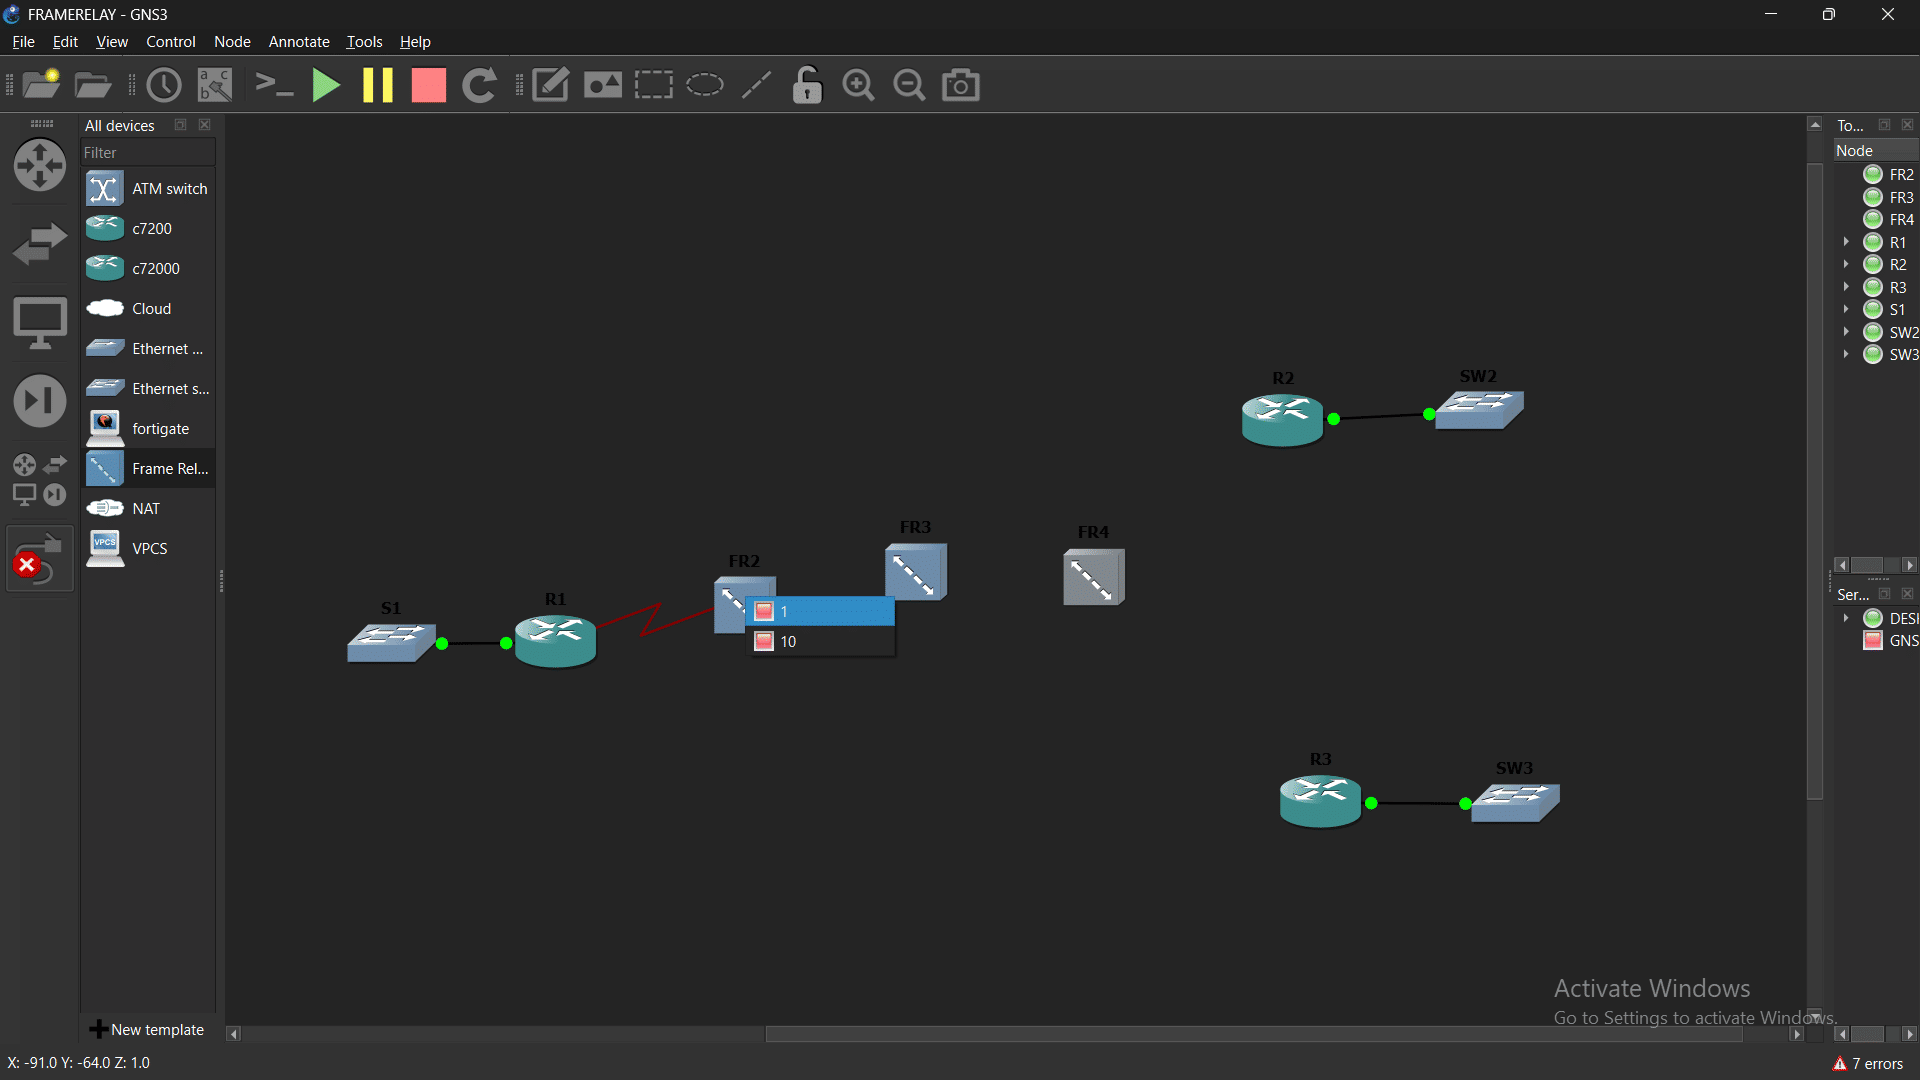 FRAMERELAY - GNS3
File Edit View Control Node Annotate Tools Help
All devices
Filter
ATM switch
c7200
c72000
Cloud
Ethernet ...
Ethernet s...
fortigate
Frame Rel...
NAT
VPCS
New template
S1
R1
FR2
1
10
FR3
FR4
R2
SW2
R3
SW3
To...
Node
FR2
FR3
FR4
R1
R2
R3
S1
SW2
SW3
Ser...
DESI
GNS
Activate Windows
Go to Settings to activate Windows.
X: -91.0 Y: -64.0 Z: 1.0
7 errors